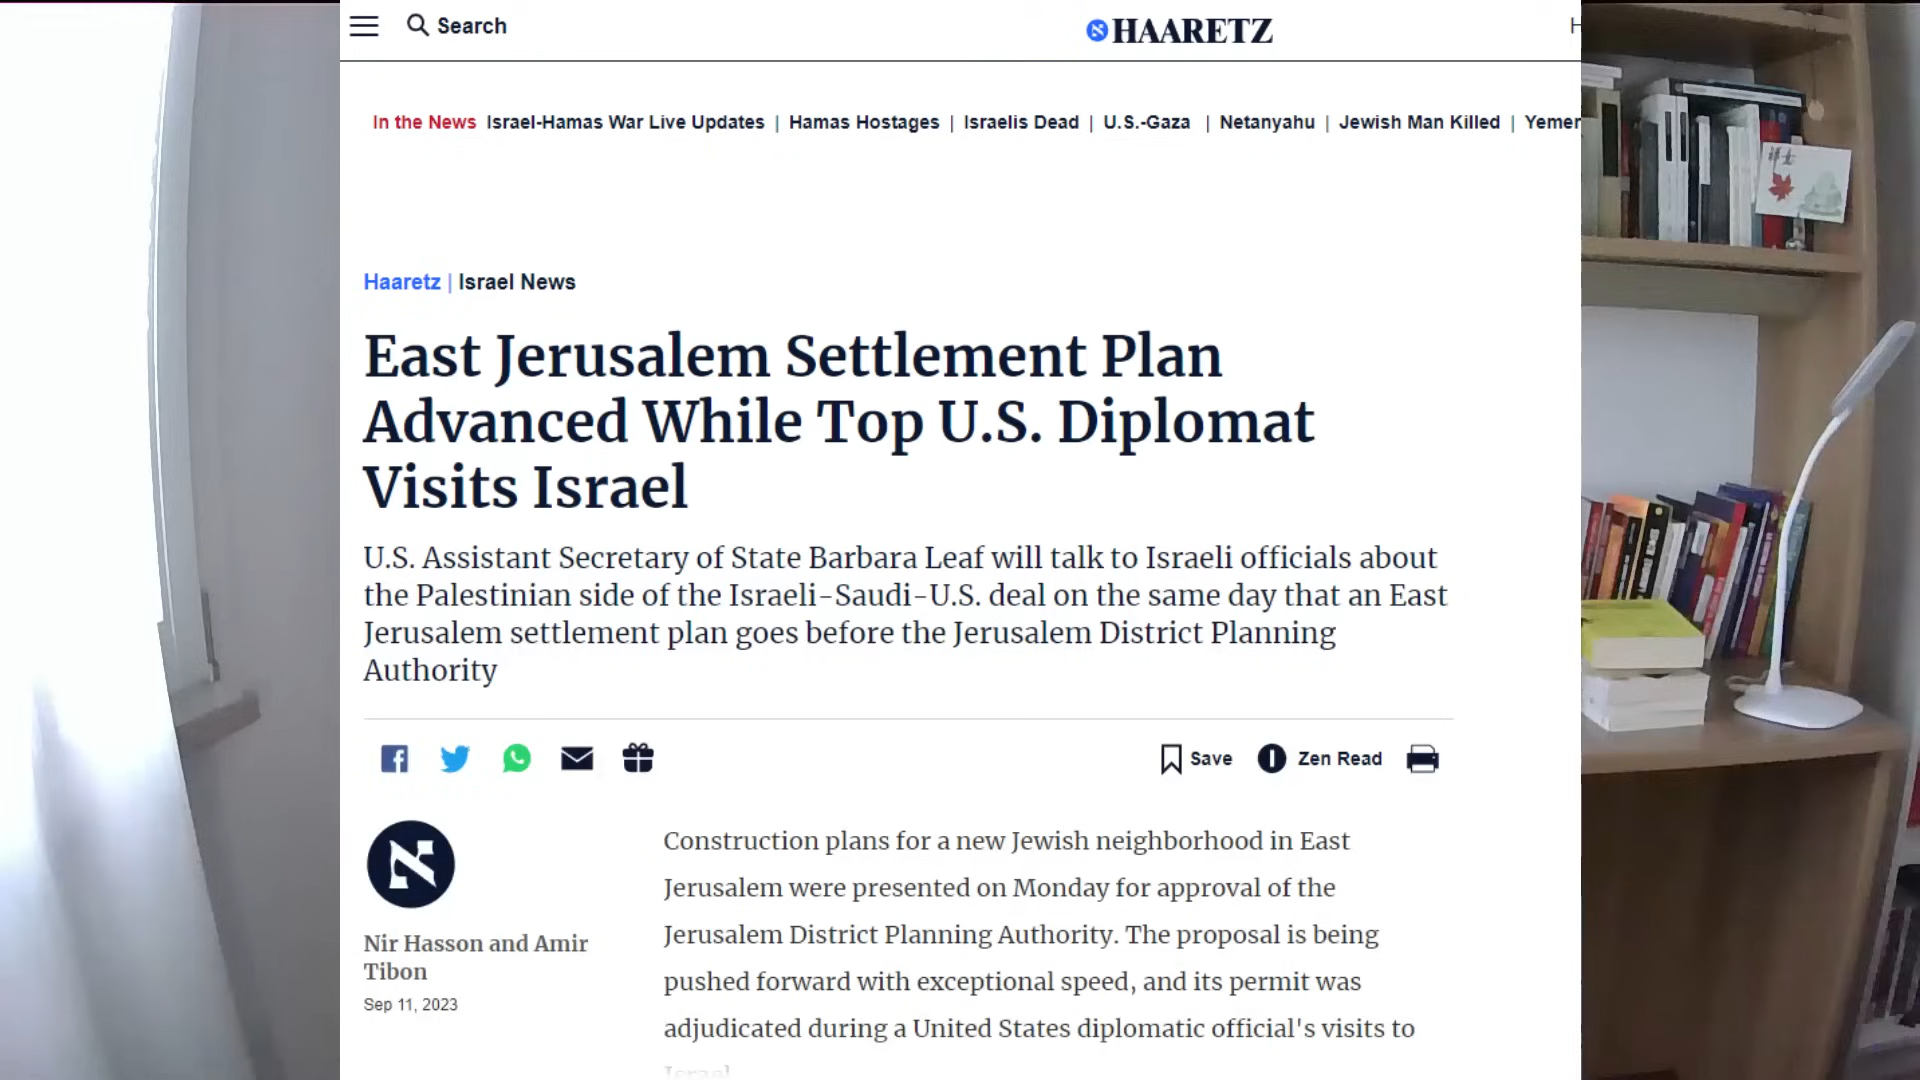 Search
HAARETZ
H
In the News Israel-Hamas War Live Updates | Hamas Hostages | Israelis Dead | U.S.-Gaza | Netanyahu | Jewish Man Killed | Yemen
Haaretz | Israel News
East Jerusalem Settlement Plan
Advanced While Top U.S. Diplomat
Visits Israel
U.S. Assistant Secretary of State Barbara Leaf will talk to Israeli officials about
the Palestinian side of the Israeli-Saudi-U.S. deal on the same day that an East
Jerusalem settlement plan goes before the Jerusalem District Planning
Authority
Save Zen Read
Nir Hasson and Amir
Tibon
Sep 11, 2023
Construction plans for a new Jewish neighborhood in East
Jerusalem were presented on Monday for approval of the
Jerusalem District Planning Authority. The proposal is being
pushed forward with exceptional speed, and its permit was
adjudicated during a United States diplomatic official's visits to
Israel